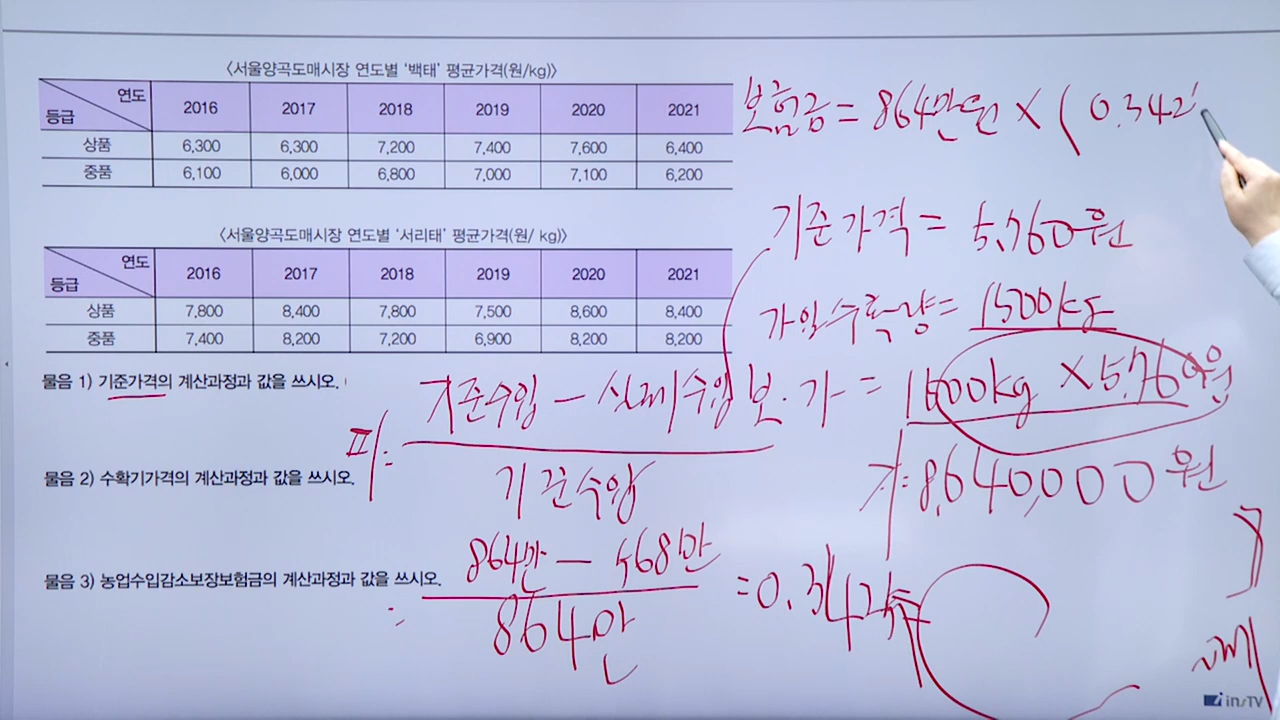 〈서울양곡도매시장 연도별 '백태' 평균가격(원/kg)〉
연도 등급 2016 2017 2018 2019 2020 2021
상품 6,300 6,300 7,200 7,400 7,600 6,400
중품 6,100 6,000 6,800 7,000 7,100 6,200
〈서울양곡도매시장 연도별 '서리태' 평균가격(원/ kg)〉
연도 등급 2016 2017 2018 2019 2020 2021
상품 7,800 8,400 7,800 7,500 8,600 8,400
중품 7,400 8,200 7,200 6,900 8,200 8,200
물음 1) 기준가격의 계산과정과 값을 쓰시오.
물음 2) 수확기가격의 계산과정과 값을 쓰시오.
물음 3) 농업수입감소보장보험금의 계산과정과 값을 쓰시오.
보험금 = 864만원 × ( 0.342
기준가격 = 5,760원
가입수확량 = 1500kg
보.가 = 1500kg × 5,760원
8,640,000원
피: 기준수입 - 실제수입
기준수입
864만 - 568만
864만
= 0.342
insTV